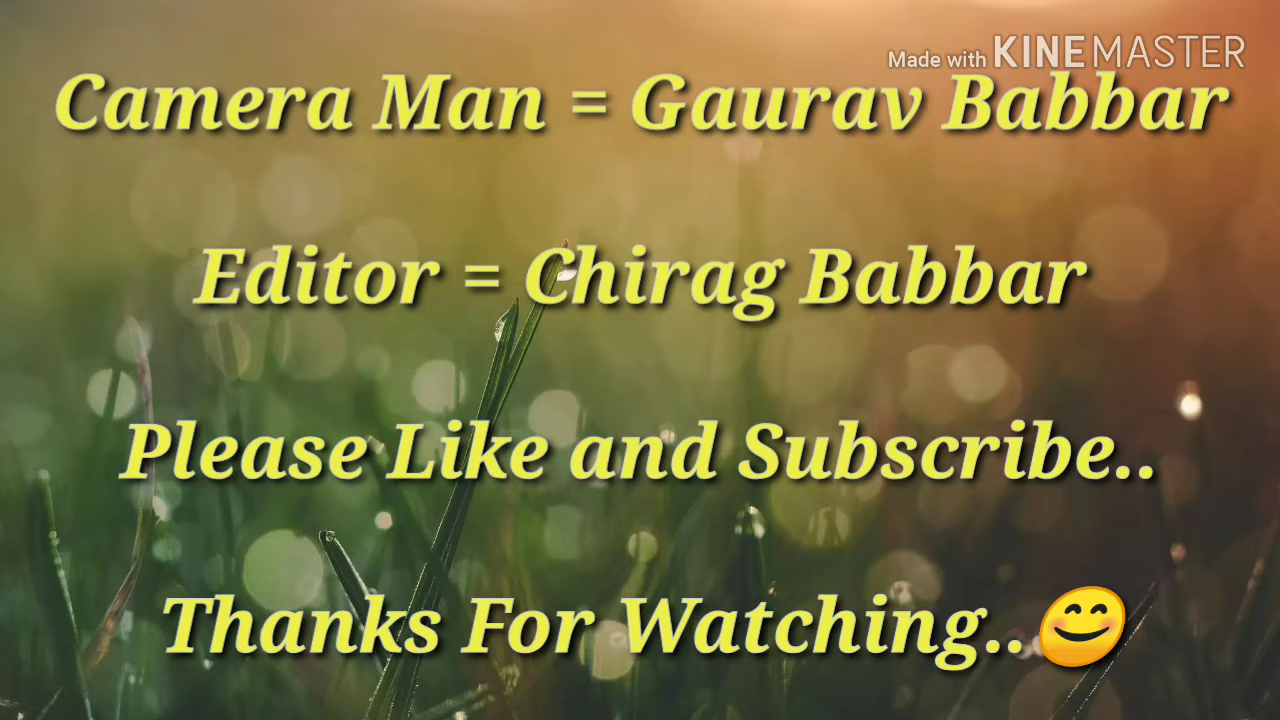 Made with KINEMASTER
Camera Man = Gaurav Babbar
Editor = Chirag Babbar
Please Like and Subscribe..
Thanks For Watching..😊